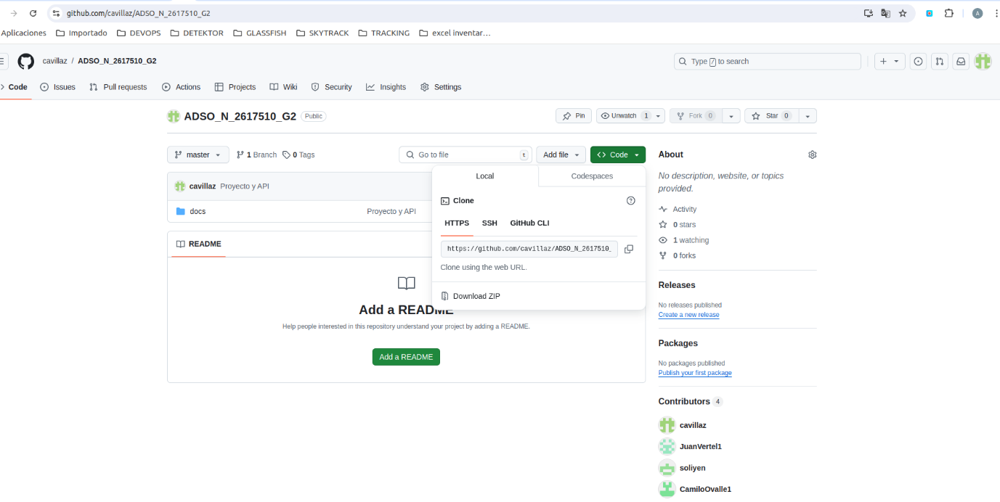 github.com/cavillaz/ADSO_N_2617510_G2
A
Aplicaciones Importado DEVOPS DETEKTOR GLASSFISH SKYTRACK TRACKING excel inventar...
cavillaz / ADSO_N_2617510_G2
Type / to search
Code Issues Pull requests Actions Projects Wiki Security Insights Settings
ADSO_N_2617510_G2 Public
Pin Unwatch 1 Fork 0 Star 0
master 1 Branch 0 Tags Go to file t Add file <> Code
cavillaz Proyecto y API
docs Proyecto y API
README
Add a README
Help people interested in this repository understand your project by adding a README.
Add a README
Local Codespaces
Clone
HTTPS SSH GitHub CLI
https://github.com/cavillaz/ADSO_N_2617510_
Clone using the web URL.
Download ZIP
About
No description, website, or topics
provided.
Activity
0 stars
1 watching
0 forks
Releases
No releases published
Create a new release
Packages
No packages published
Publish your first package
Contributors 4
cavillaz
JuanVertel1
soliyen
CamiloOvalle1